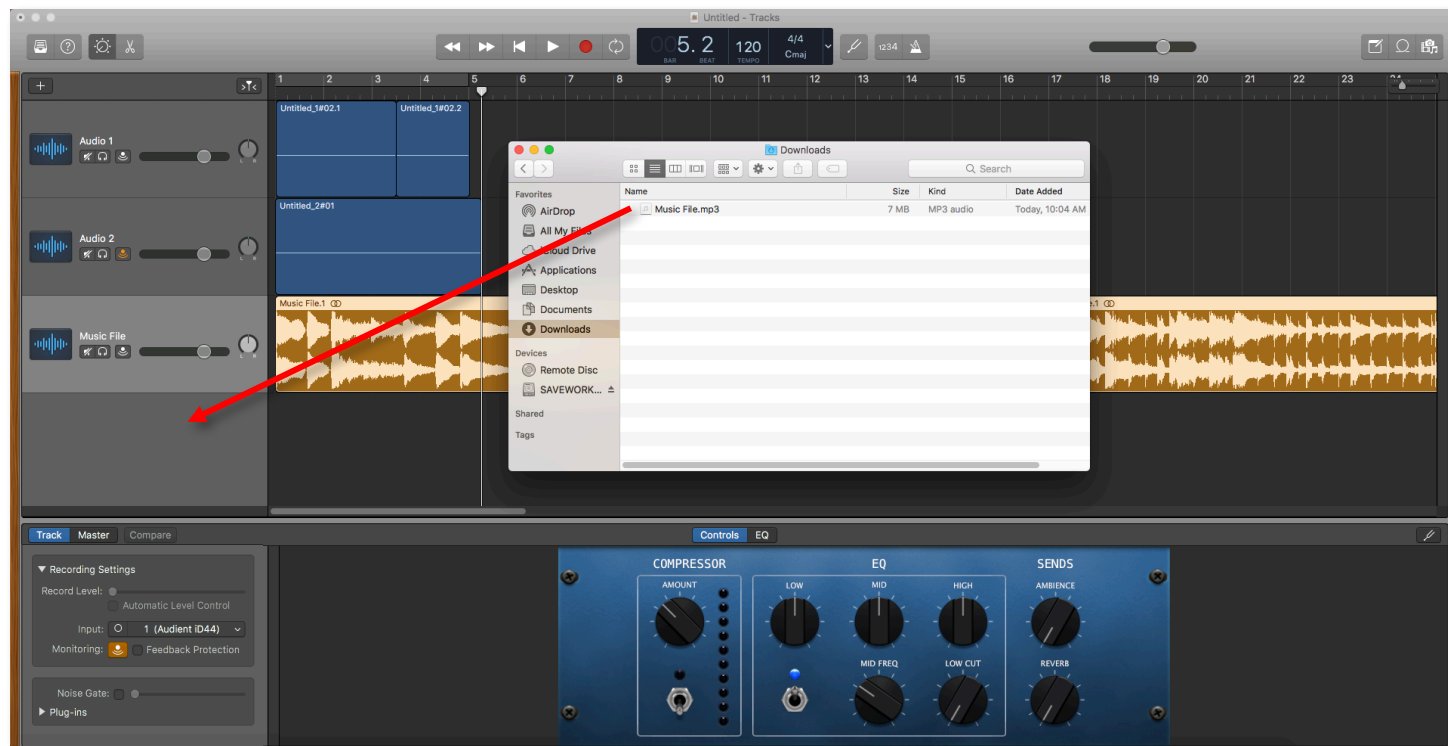 Untitled - Tracks
005. 2 120 4/4 Cmaj 1234
BAR BEAT TEMPO
1 2 3 4 5 6 7 8 9 10 11 12 13 14 15 16 17 18 19 20 21 22 23
Untitled_1#02.1 Untitled_1#02.2
Audio 1
L R
Untitled_2#01
Audio 2
L R
Music File.1
Music File
L R
Downloads
Search
Favorites
AirDrop
All My Files
iCloud Drive
Applications
Desktop
Documents
Downloads
Devices
Remote Disc
SAVEWORK...
Shared
Tags
Name Size Kind Date Added
Music File.mp3 7 MB MP3 audio Today, 10:04 AM
Track Master Compare Controls EQ
Recording Settings
Record Level:
Automatic Level Control
Input: 1 (Audient iD44)
Monitoring: Feedback Protection
Noise Gate:
Plug-ins
COMPRESSOR EQ SENDS
AMOUNT LOW MID HIGH AMBIENCE
MID FREQ LOW CUT REVERB